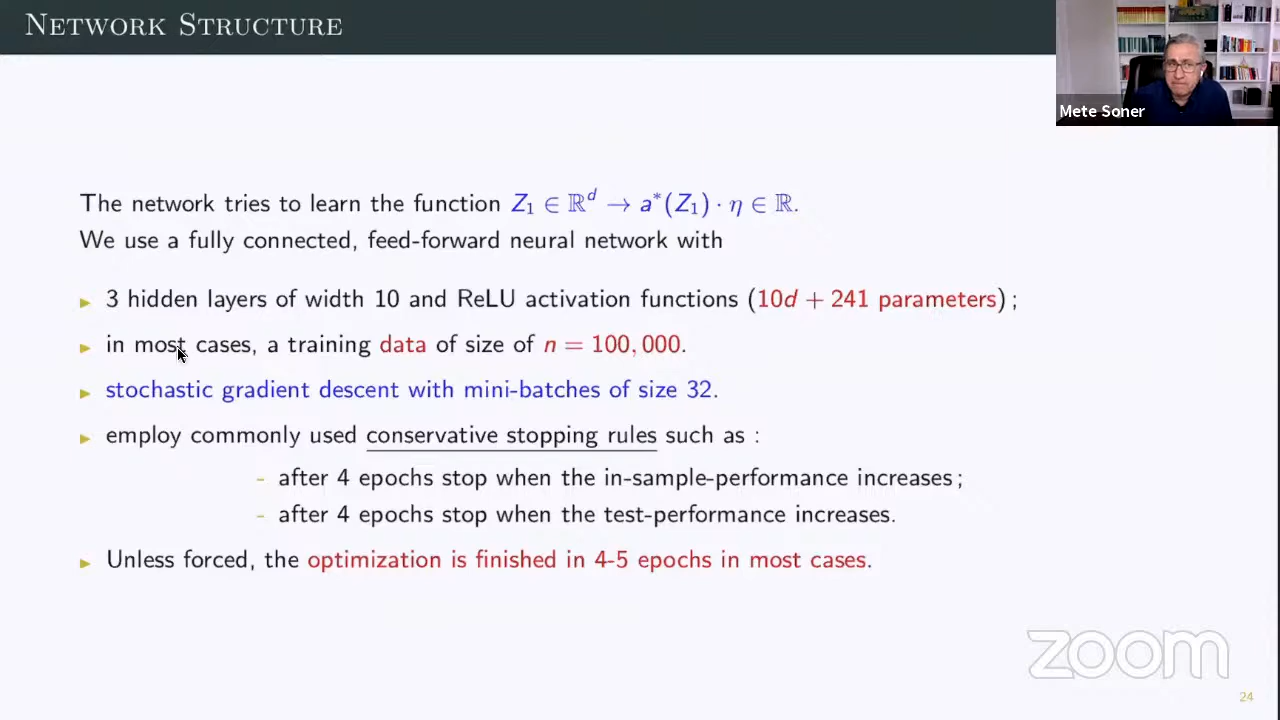 NETWORK STRUCTURE
Mete Soner
The network tries to learn the function Z₁ ∈ ℝᵈ → a*(Z₁) · η ∈ ℝ.
We use a fully connected, feed-forward neural network with
▶ 3 hidden layers of width 10 and ReLU activation functions (10d + 241 parameters) ;
▶ in most cases, a training data of size of n = 100, 000.
▶ stochastic gradient descent with mini-batches of size 32.
▶ employ commonly used conservative stopping rules such as :
- after 4 epochs stop when the in-sample-performance increases ;
- after 4 epochs stop when the test-performance increases.
▶ Unless forced, the optimization is finished in 4-5 epochs in most cases.
zoom
24